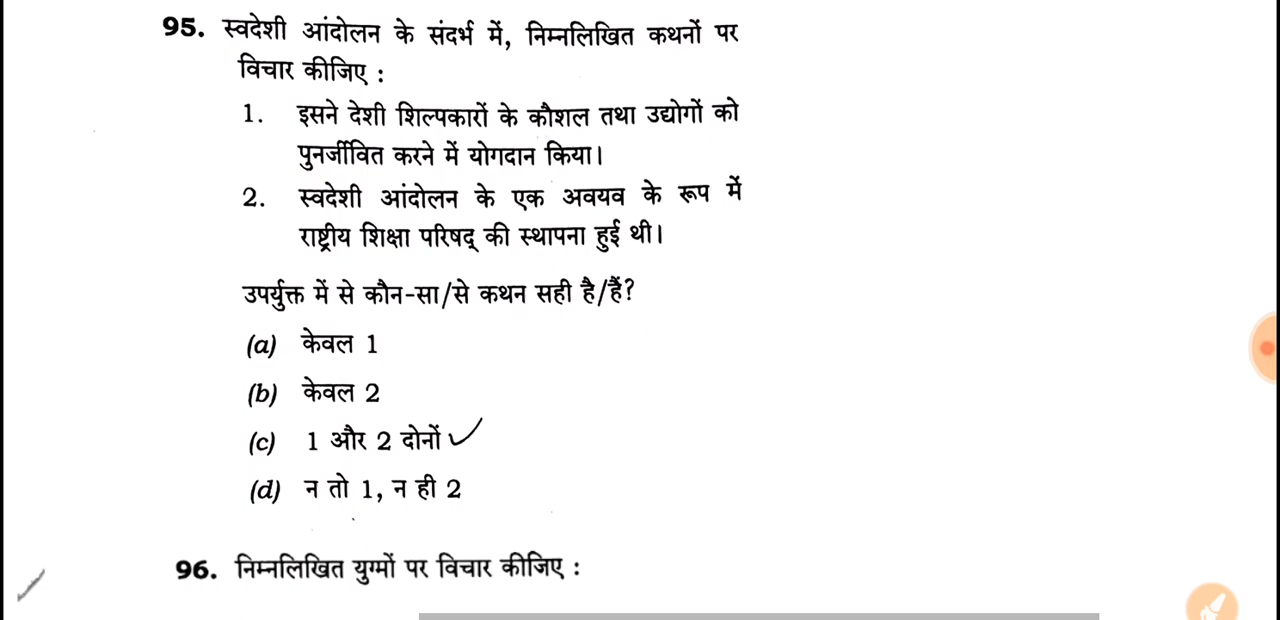 95. स्वदेशी आंदोलन के संदर्भ में, निम्नलिखित कथनों पर
विचार कीजिए :
1. इसने देशी शिल्पकारों के कौशल तथा उद्योगों को
पुनर्जीवित करने में योगदान किया।
2. स्वदेशी आंदोलन के एक अवयव के रूप में
राष्ट्रीय शिक्षा परिषद् की स्थापना हुई थी।
उपर्युक्त में से कौन-सा/से कथन सही है/हैं?
(a) केवल 1
(b) केवल 2
(c) 1 और 2 दोनों
(d) न तो 1, न ही 2
96. निम्नलिखित युग्मों पर विचार कीजिए :